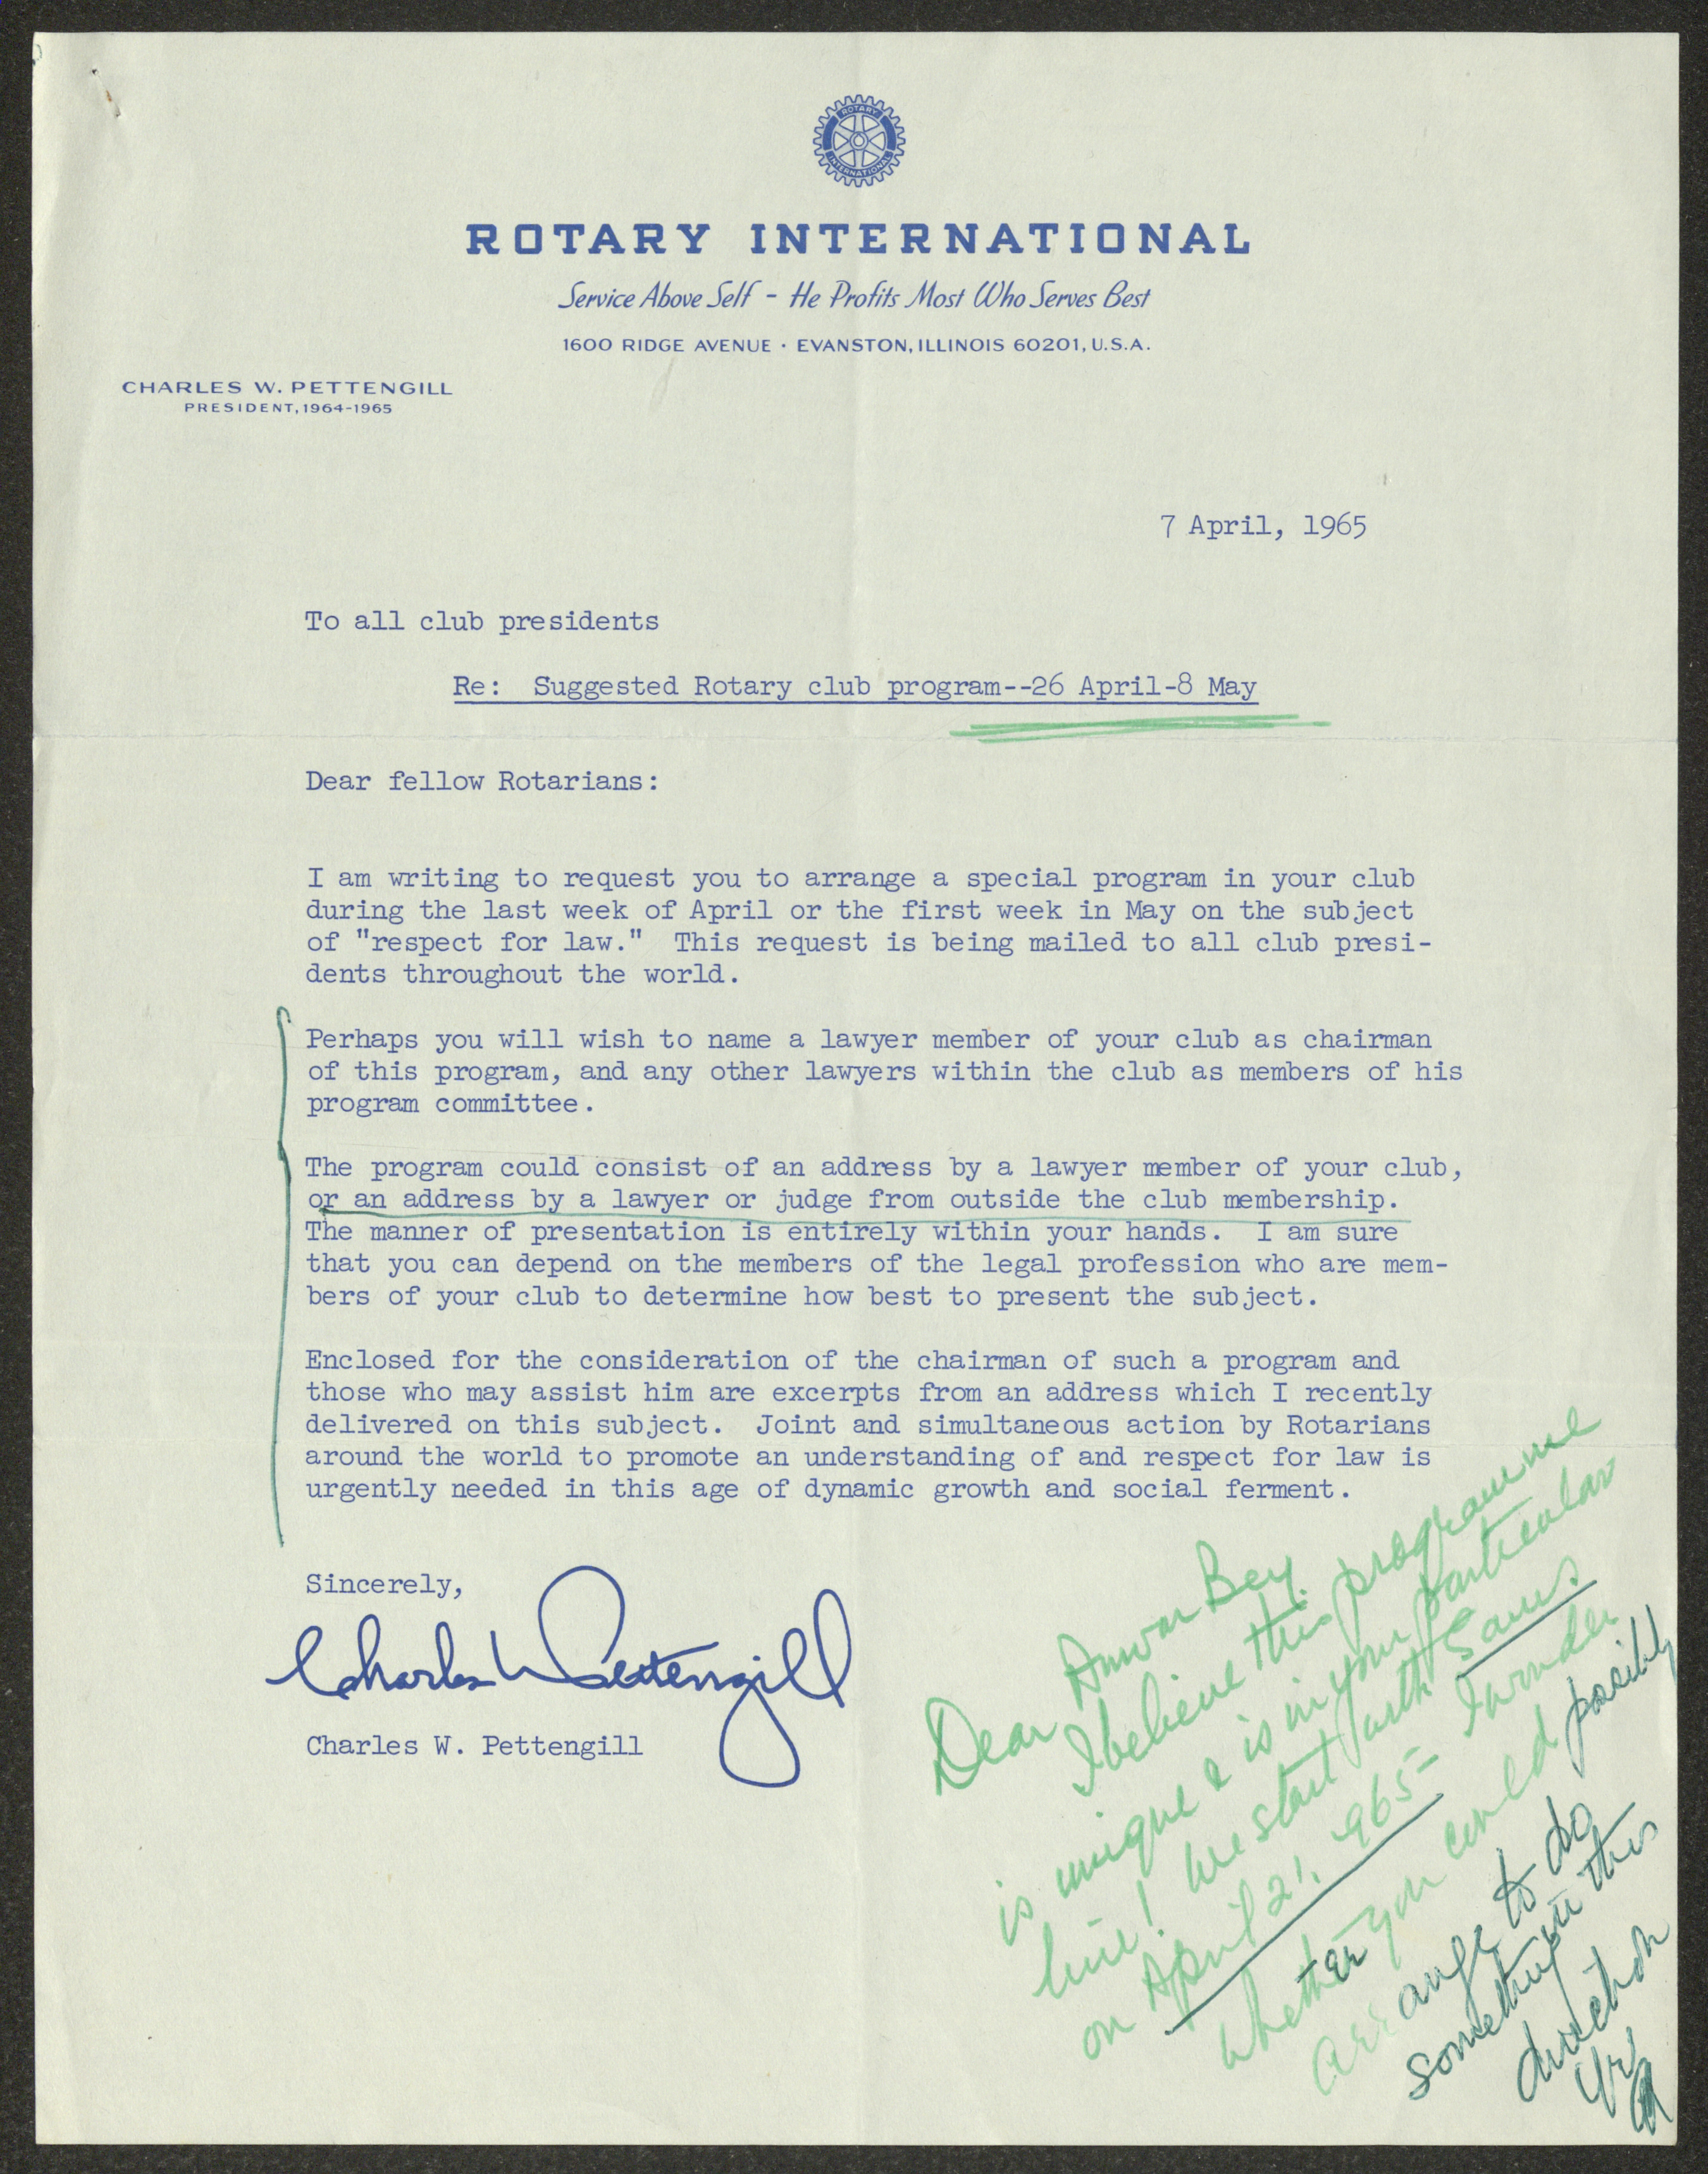 ROTARY
INTERNATIONAL
ROTARY INTERNATIONAL
Service Above Self - He Profits Most Who Serves Best
1600 RIDGE AVENUE · EVANSTON, ILLINOIS 60201, U.S.A.
CHARLES W. PETTENGILL
PRESIDENT, 1964-1965
7 April, 1965
To all club presidents
Re: Suggested Rotary club program--26 April-8 May
Dear fellow Rotarians:
I am writing to request you to arrange a special program in your club
during the last week of April or the first week in May on the subject
of "respect for law." This request is being mailed to all club presi-
dents throughout the world.
Perhaps you will wish to name a lawyer member of your club as chairman
of this program, and any other lawyers within the club as members of his
program committee.
The program could consist of an address by a lawyer member of your club,
or an address by a lawyer or judge from outside the club membership.
The manner of presentation is entirely within your hands. I am sure
that you can depend on the members of the legal profession who are mem-
bers of your club to determine how best to present the subject.
Enclosed for the consideration of the chairman of such a program and
those who may assist him are excerpts from an address which I recently
delivered on this subject. Joint and simultaneous action by Rotarians
around the world to promote an understanding of and respect for law is
urgently needed in this age of dynamic growth and social ferment.
Sincerely,
Charles W Pettengill
Charles W. Pettengill
Dear Anwar Bey
I believe this programme
is unique & is in your particular
line! We start with
on April 21, 965- I wonder
whether you could possibly
arrange to do
something in this
direction